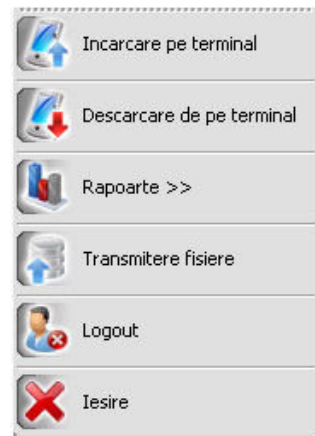 Incarcare pe terminal
Descarcare de pe terminal
Rapoarte >>
Transmitere fisiere
Logout
Iesire